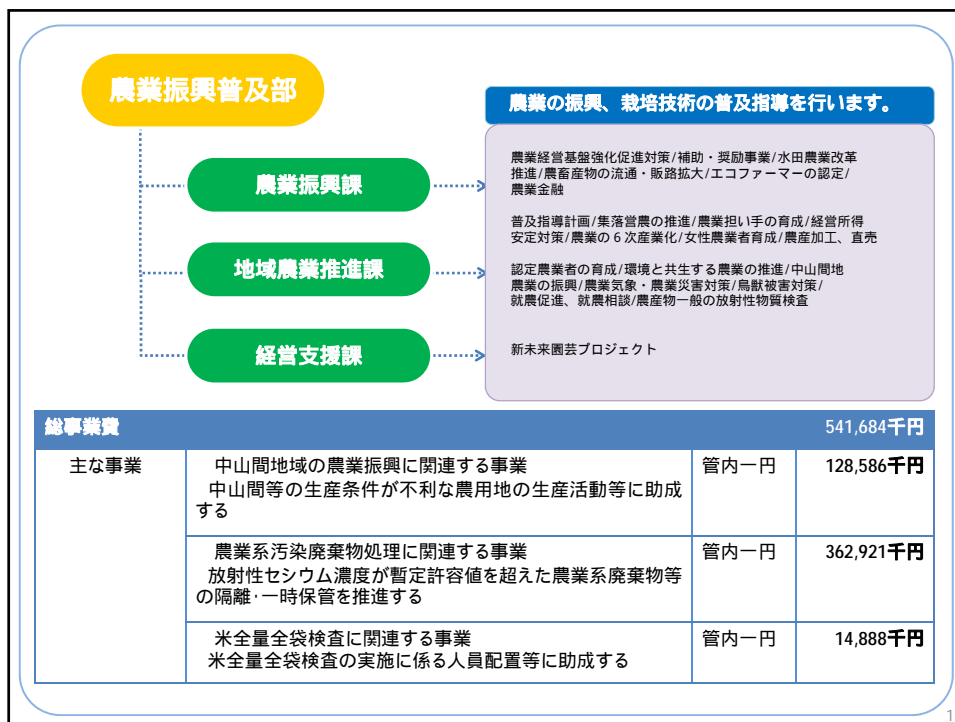 農業振興普及部
農業の振興、栽培技術の普及指導を行います。
農業振興課
農業経営基盤強化促進対策/補助・奨励事業/水田農業改革
推進/農畜産物の流通・販路拡大/エコファーマーの認定/
農業金融
普及指導計画/集落営農の推進/農業担い手の育成/経営所得
安定対策/農業の６次産業化/女性農業者育成/農産加工、直売
地域農業推進課
認定農業者の育成/環境と共生する農業の推進/中山間地
農業の振興/農業気象・農業災害対策/鳥獣被害対策/
就農促進、就農相談/農産物一般の放射性物質検査
経営支援課
新未来園芸プロジェクト
総事業費 541,684千円
主な事業 中山間地域の農業振興に関連する事業 管内一円 128,586千円
中山間等の生産条件が不利な農用地の生産活動等に助成
する
農業系汚染廃棄物処理に関連する事業 管内一円 362,921千円
放射性セシウム濃度が暫定許容値を超えた農業系廃棄物等
の隔離・一時保管を推進する
米全量全袋検査に関連する事業 管内一円 14,888千円
米全量全袋検査の実施に係る人員配置等に助成する
1